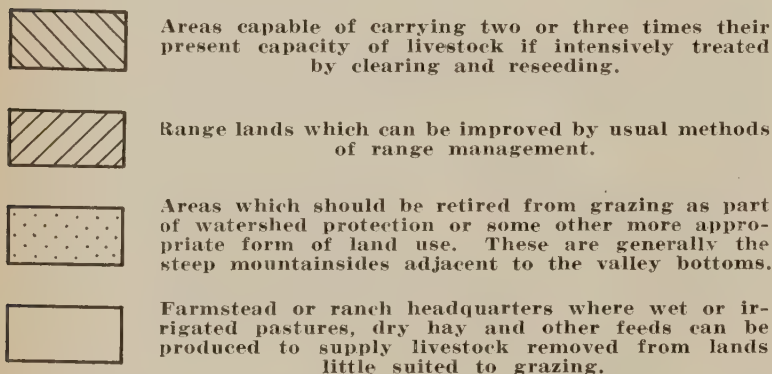 Areas capable of carrying two or three times their
present capacity of livestock if intensively treated
by clearing and reseeding.
Range lands which can be improved by usual methods
of range management.
Areas which should be retired from grazing as part
of watershed protection or some other more appro-
priate form of land use. These are generally the
steep mountainsides adjacent to the valley bottoms.
Farmstead or ranch headquarters where wet or ir-
rigated pastures, dry hay and other feeds can be
produced to supply livestock removed from lands
little suited to grazing.